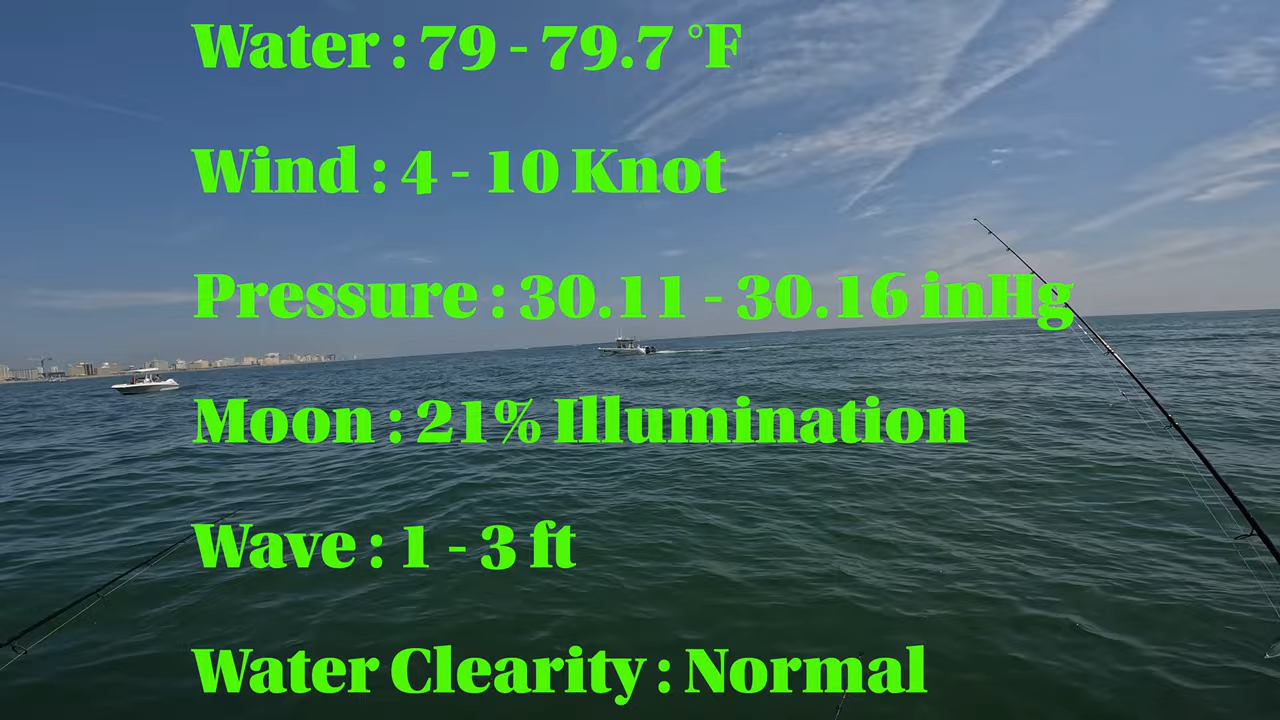 Water : 79 - 79.7 °F
Wind : 4 - 10 Knot
Pressure : 30.11 - 30.16 inHg
Moon : 21% Illumination
Wave : 1 - 3 ft
Water Clearity : Normal